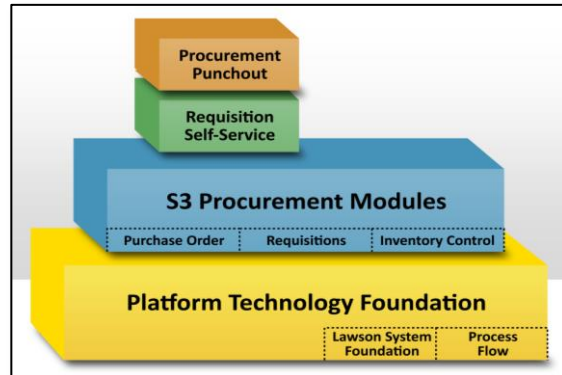 Procurement
Punchout
Requisition
Self-Service
S3 Procurement Modules
Purchase Order
Requisitions
Inventory Control
Platform Technology Foundation
Lawson System
Foundation
Process
Flow